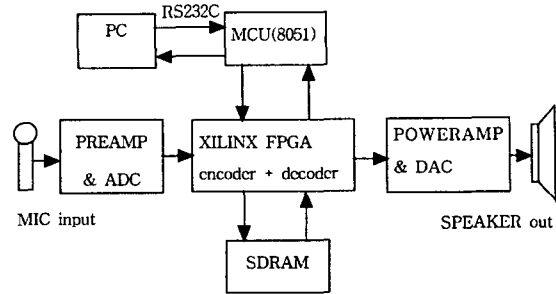 RS232C
PC
MCU(8051)
PREAMP
& ADC
XILINX FPGA
encoder + decoder
POWERAMP
& DAC
MIC input
SPEAKER out
SDRAM